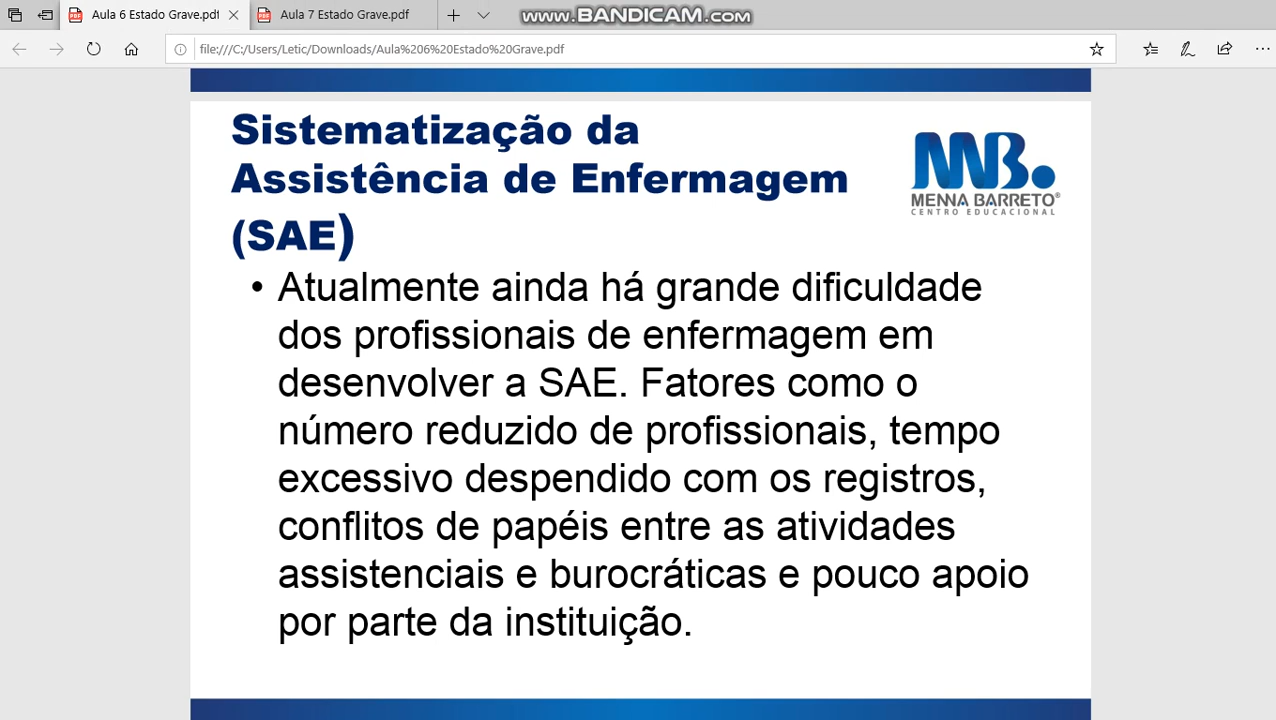 Aula 6 Estado Grave.pdf
Aula 7 Estado Grave.pdf
www.BANDICAM.com
file:///C:/Users/Letic/Downloads/Aula%206%20Estado%20Grave.pdf
Sistematização da
Assistência de Enfermagem
(SAE)
MB.
MENNA BARRETO®
CENTRO EDUCACIONAL
• Atualmente ainda há grande dificuldade
dos profissionais de enfermagem em
desenvolver a SAE. Fatores como o
número reduzido de profissionais, tempo
excessivo despendido com os registros,
conflitos de papéis entre as atividades
assistenciais e burocráticas e pouco apoio
por parte da instituição.